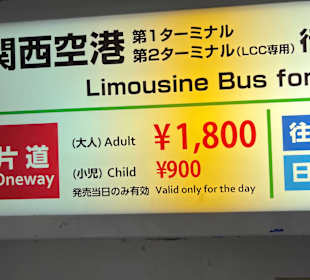 関西空港 第1ターミナル
第2ターミナル(LCC専用)
Limousine Bus for
片道
Oneway
(大人) Adult ¥1,800
(小児) Child ¥900
発売当日のみ有効 Valid only for the day
往
日